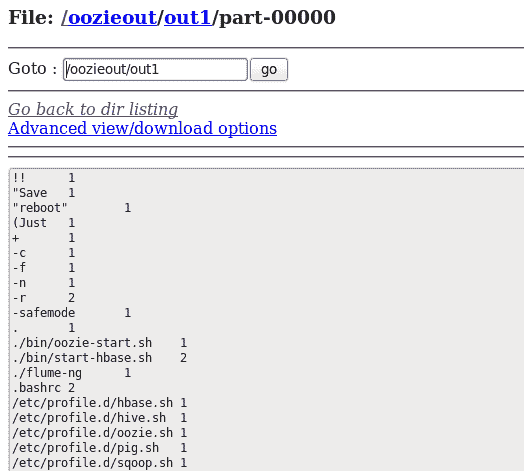 File: /oozieout/out1/part-00000
Goto : /oozieout/out1 go
Go back to dir listing
Advanced view/download options
!! 1
"Save 1
"reboot" 1
(Just 1
+ 1
-c 1
-f 1
-n 1
-r 2
-safemode 1
. 1
./bin/oozie-start.sh 1
./bin/start-hbase.sh 2
./flume-ng 1
.bashrc 2
/etc/profile.d/hbase.sh 1
/etc/profile.d/hive.sh 1
/etc/profile.d/oozie.sh 1
/etc/profile.d/pig.sh 1
/etc/profile.d/sqoop.sh 1